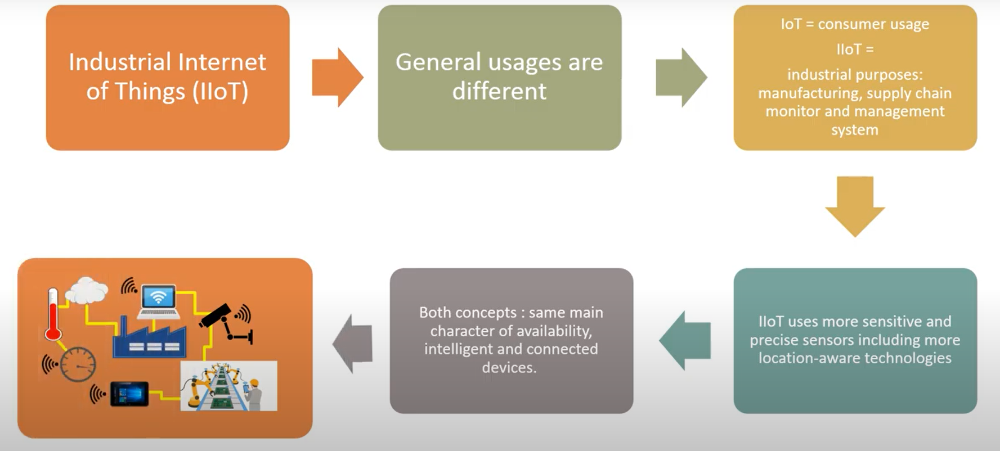 Industrial Internet
of Things (IIoT)
General usages are
different
IoT = consumer usage
IIoT =
industrial purposes:
manufacturing, supply chain
monitor and management
system
IIoT uses more sensitive and
precise sensors including more
location-aware technologies
Both concepts : same main
character of availability,
intelligent and connected
devices.